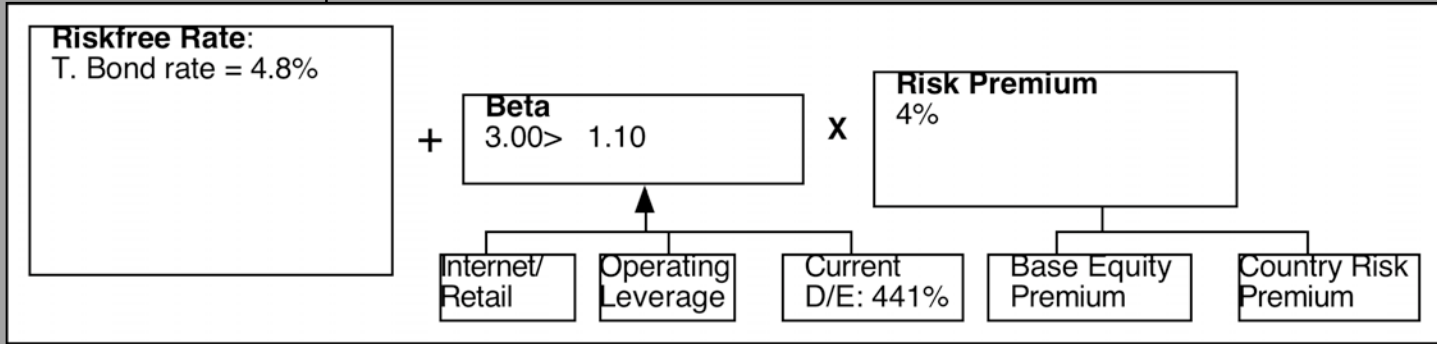 Riskfree Rate:
T. Bond rate = 4.8%
+
Beta
3.00> 1.10
X
Risk Premium
4%
Internet/
Retail
Operating
Leverage
Current
D/E: 441%
Base Equity
Premium
Country Risk
Premium